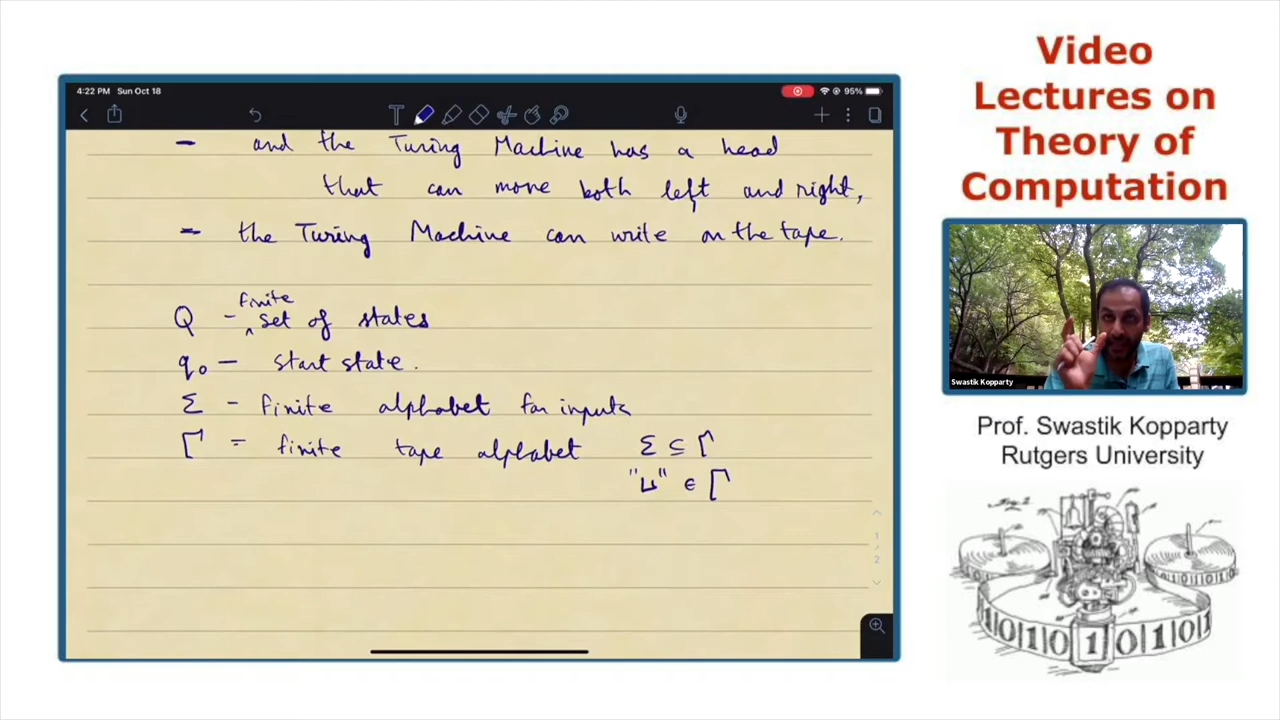 Video
Lectures on
Theory of
Computation
4:22 PM Sun Oct 18
95%
- and the Turing Machine has a head
that can move both left and right,
- the Turing Machine can write on the tape.
finite
Q - ^ set of states
q₀ - start state.
Σ - finite alphabet for inputs
Γ = finite tape alphabet Σ ⊆ Γ
"⊔" ∈ Γ
1
/
2
Swastik Kopparty
Prof. Swastik Kopparty
Rutgers University